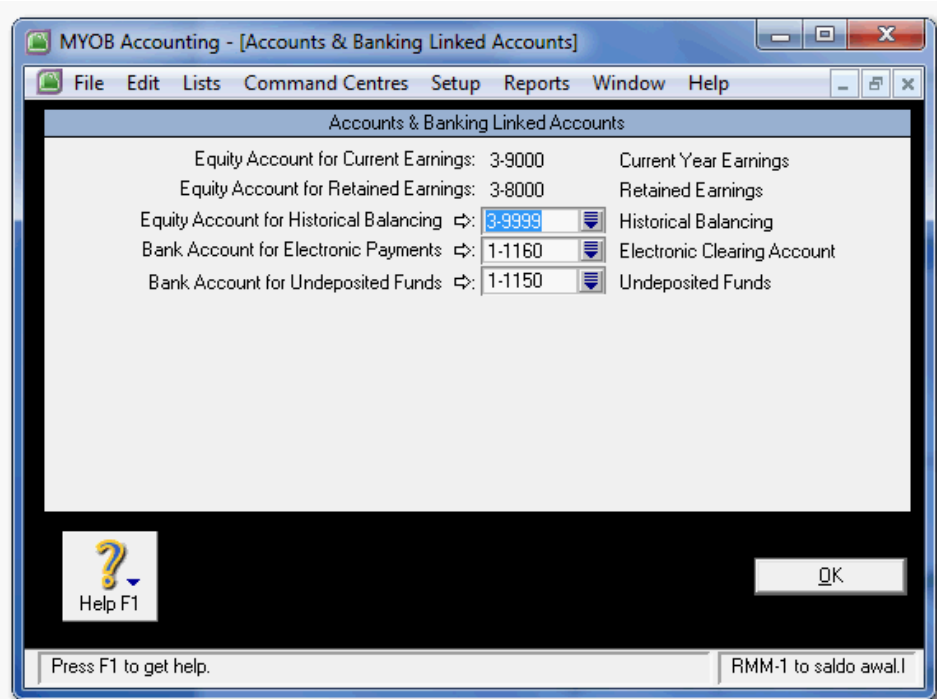 MYOB Accounting - [Accounts & Banking Linked Accounts]
File Edit Lists Command Centres Setup Reports Window Help
Accounts & Banking Linked Accounts
Equity Account for Current Earnings: 3-9000 Current Year Earnings
Equity Account for Retained Earnings: 3-8000 Retained Earnings
Equity Account for Historical Balancing ⇨: 3-9999 Historical Balancing
Bank Account for Electronic Payments ⇨: 1-1160 Electronic Clearing Account
Bank Account for Undeposited Funds ⇨: 1-1150 Undeposited Funds
Help F1
OK
Press F1 to get help. RMM-1 to saldo awal.I